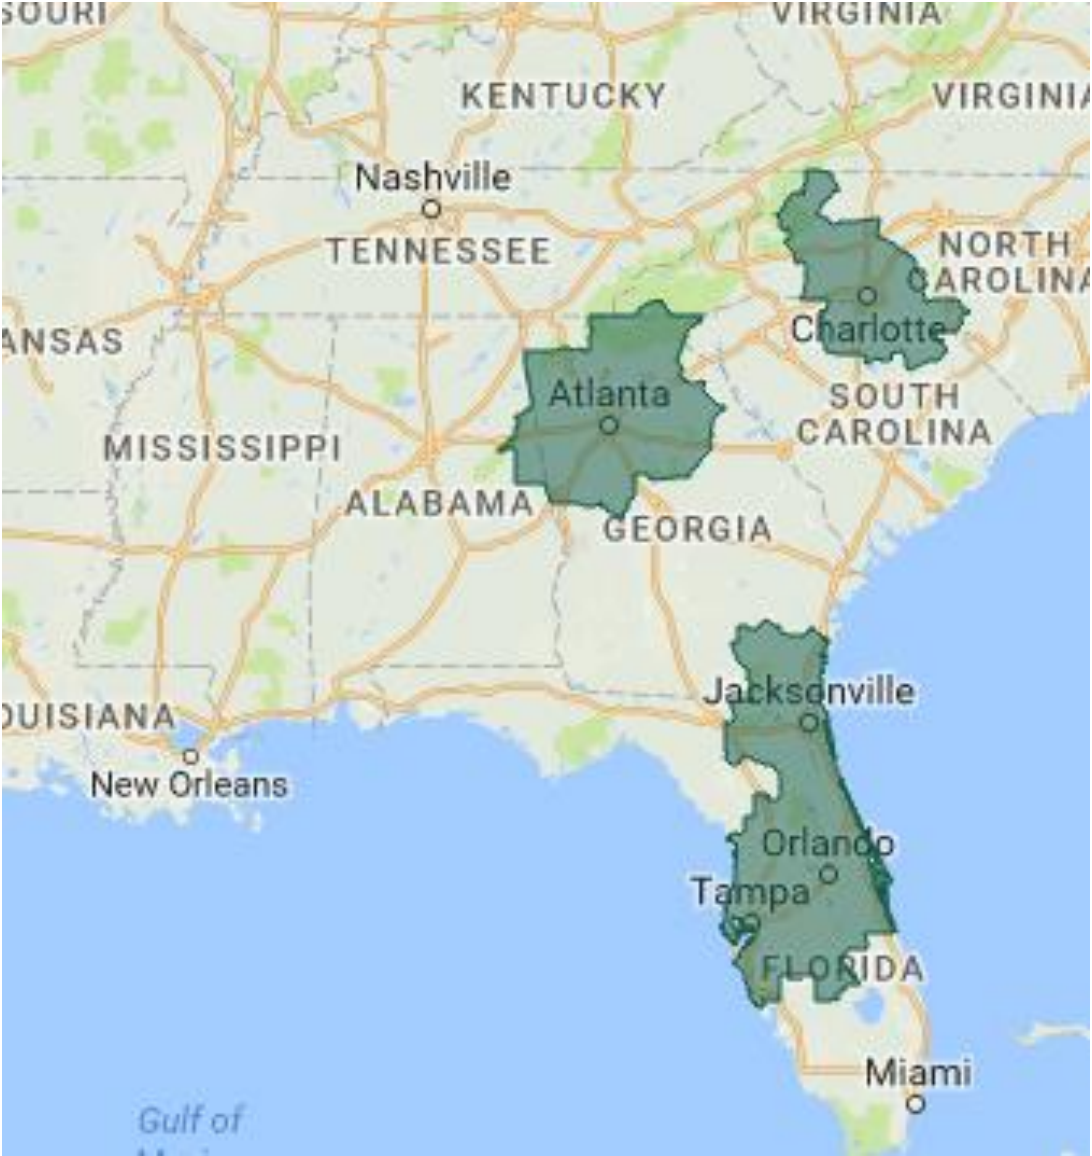 SOURI
VIRGINIA
KENTUCKY
VIRGINIA
Nashville
TENNESSEE
NORTH
CAROLINA
ANSAS
Charlotte
Atlanta
SOUTH
CAROLINA
MISSISSIPPI
ALABAMA
GEORGIA
Jacksonville
OUISIANA
New Orleans
Orlando
Tampa
FLORIDA
Miami
Gulf of